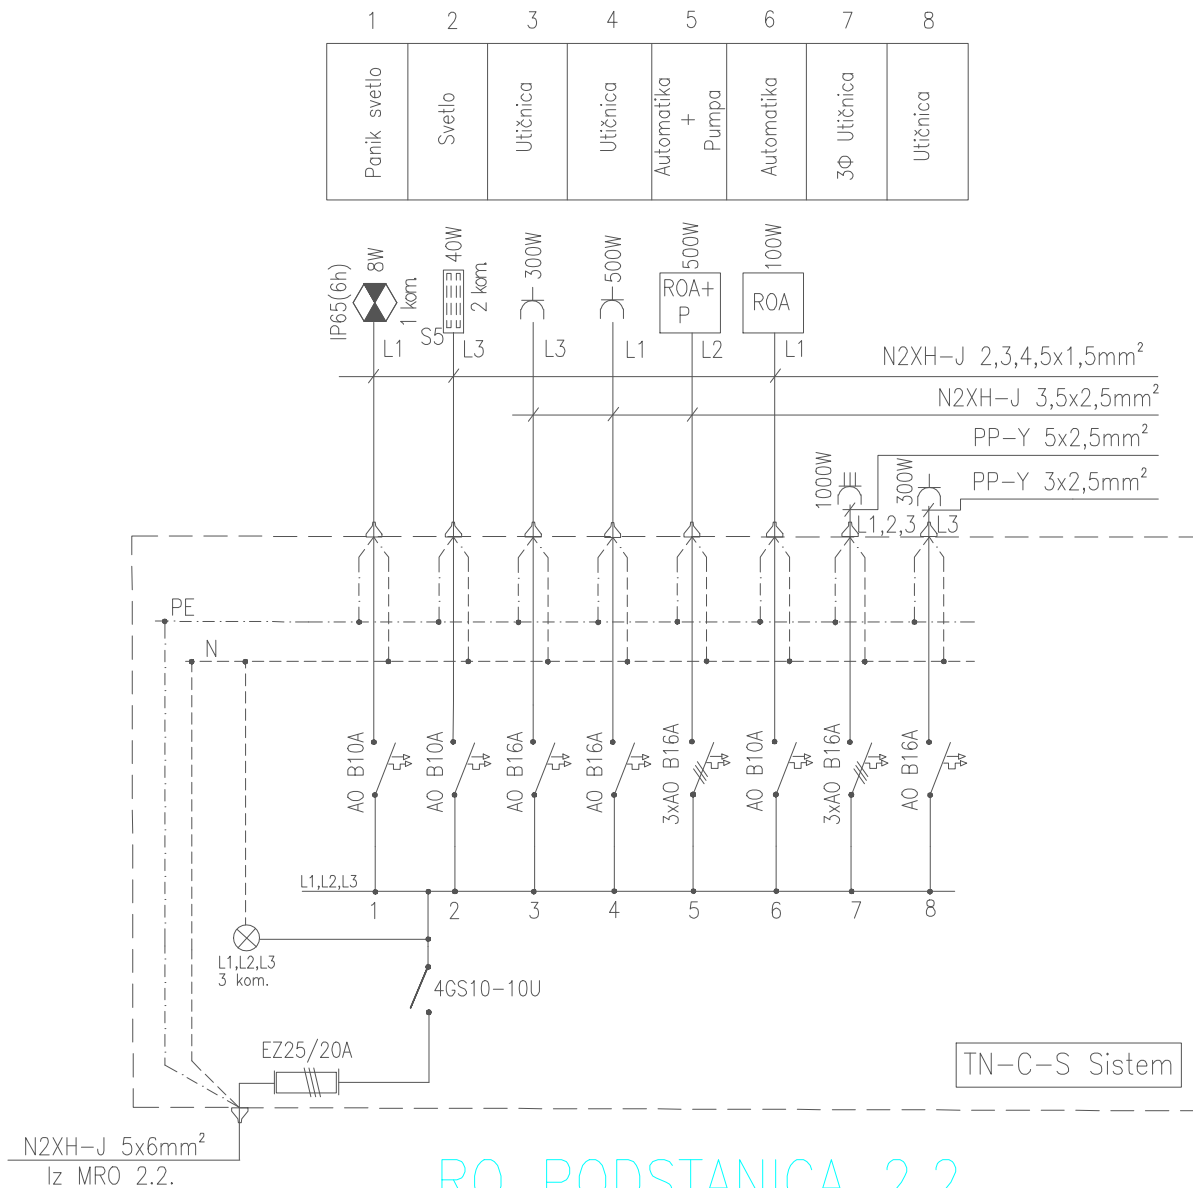 1 2 3 4 5 6 7 8
Panik svetlo
Svetlo
Utičnica
Utičnica
Automatika
+
Pumpa
Automatika
3Φ Utičnica
Utičnica
IP65(6h)
8W
1 kom.
40W
2 kom.
S5
300W
500W
500W
100W
ROA+
P
ROA
L1
L3
L3
L1
L2
L1
N2XH-J 2,3,4,5x1,5mm²
N2XH-J 3,5x2,5mm²
PP-Y 5x2,5mm²
PP-Y 3x2,5mm²
1000W
300W
L1,2,3
L3
PE
N
AO B10A
AO B10A
AO B16A
AO B16A
3xAO B16A
AO B10A
3xAO B16A
AO B16A
L1,L2,L3
1 2 3 4 5 6 7 8
L1,L2,L3
3 kom.
4GS10-10U
EZ25/20A
TN-C-S Sistem
N2XH-J 5x6mm²
Iz MRO 2.2.
RO PODSTANICA 2.2